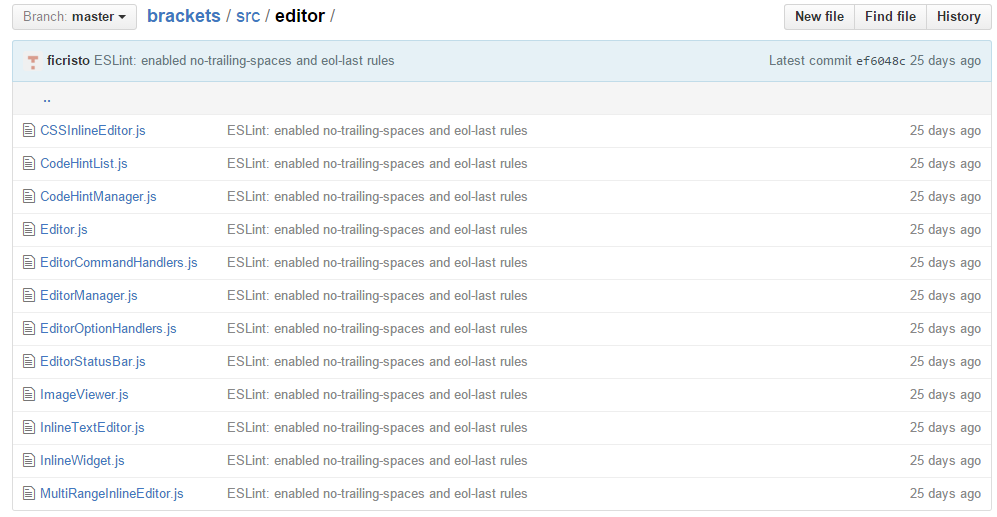 Branch: master brackets / src / editor / New file Find file History
ficristo ESLint: enabled no-trailing-spaces and eol-last rules Latest commit ef6048c 25 days ago
..
CSSInlineEditor.js ESLint: enabled no-trailing-spaces and eol-last rules 25 days ago
CodeHintList.js ESLint: enabled no-trailing-spaces and eol-last rules 25 days ago
CodeHintManager.js ESLint: enabled no-trailing-spaces and eol-last rules 25 days ago
Editor.js ESLint: enabled no-trailing-spaces and eol-last rules 25 days ago
EditorCommandHandlers.js ESLint: enabled no-trailing-spaces and eol-last rules 25 days ago
EditorManager.js ESLint: enabled no-trailing-spaces and eol-last rules 25 days ago
EditorOptionHandlers.js ESLint: enabled no-trailing-spaces and eol-last rules 25 days ago
EditorStatusBar.js ESLint: enabled no-trailing-spaces and eol-last rules 25 days ago
ImageViewer.js ESLint: enabled no-trailing-spaces and eol-last rules 25 days ago
InlineTextEditor.js ESLint: enabled no-trailing-spaces and eol-last rules 25 days ago
InlineWidget.js ESLint: enabled no-trailing-spaces and eol-last rules 25 days ago
MultiRangeInlineEditor.js ESLint: enabled no-trailing-spaces and eol-last rules 25 days ago